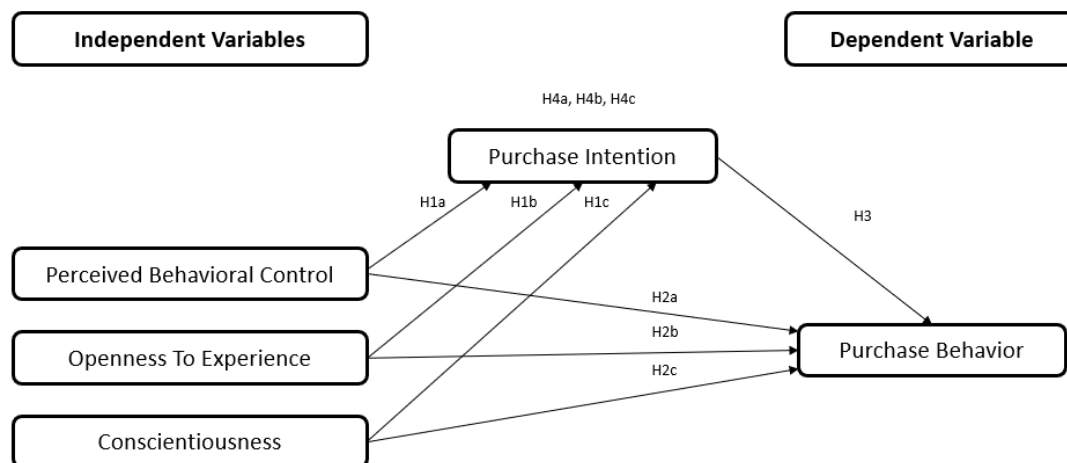 Independent Variables
Dependent Variable
H4a, H4b, H4c
Purchase Intention
H1a
H1b
H1c
H3
Perceived Behavioral Control
H2a
H2b
Openness To Experience
Purchase Behavior
H2c
Conscientiousness